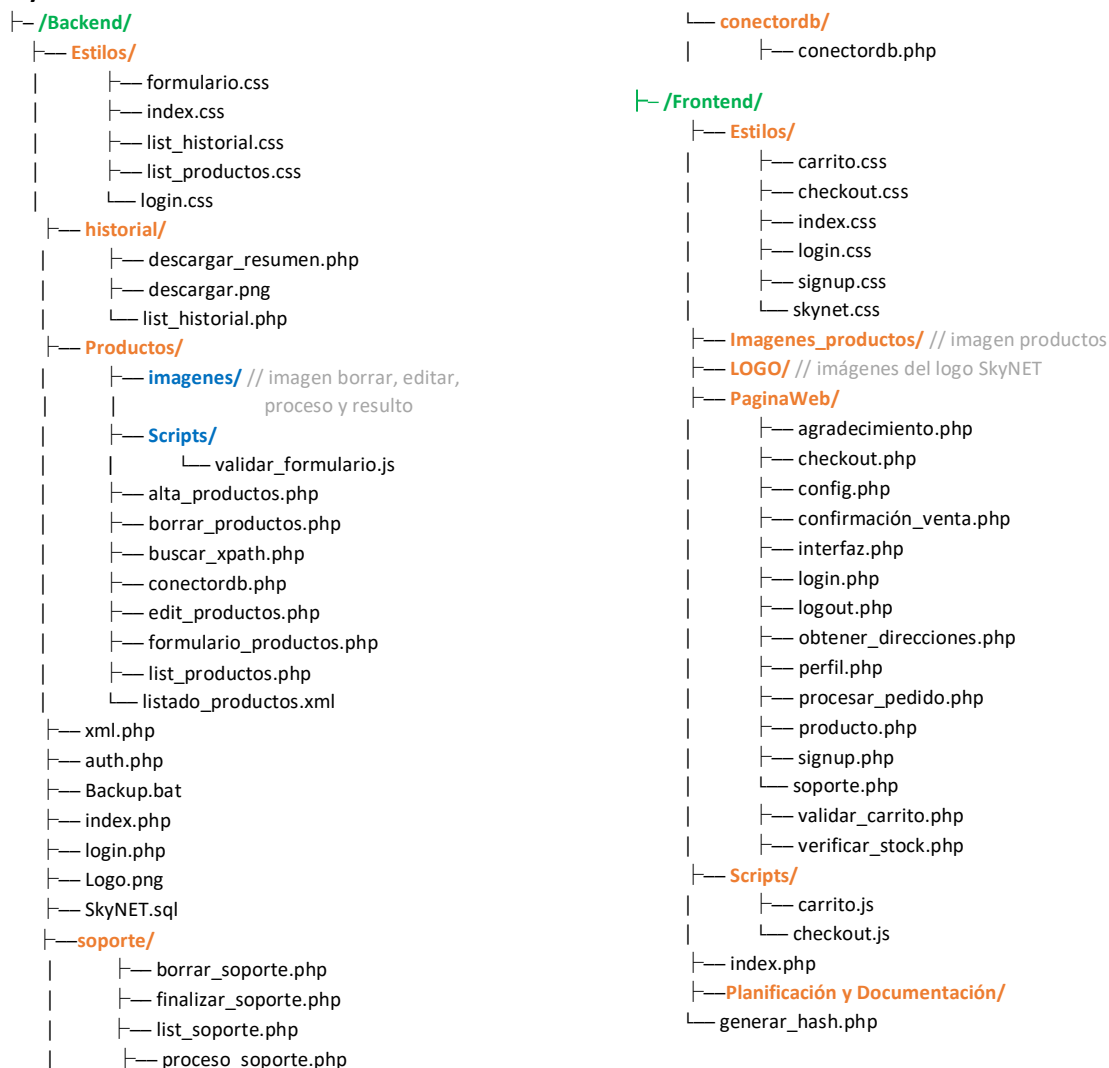 ├─ /Backend/
├── Estilos/
│ ├── formulario.css
│ ├── index.css
│ ├── list_historial.css
│ ├── list_productos.css
│ └── login.css
├── historial/
│ ├── descargar_resumen.php
│ ├── descargar.png
│ └── list_historial.php
├── Productos/
│ ├── imagenes/ // imagen borrar, editar,
│ │ proceso y resulto
│ ├── Scripts/
│ │ └── validar_formulario.js
│ ├── alta_productos.php
│ ├── borrar_productos.php
│ ├── buscar_xpath.php
│ ├── conectordb.php
│ ├── edit_productos.php
│ ├── formulario_productos.php
│ ├── list_productos.php
│ └── listado_productos.xml
├── xml.php
├── auth.php
├── Backup.bat
├── index.php
├── login.php
├── Logo.png
├── SkyNET.sql
├──soporte/
│ ├── borrar_soporte.php
│ ├── finalizar_soporte.php
│ ├── list_soporte.php
│ ├── proceso_soporte.php
└── conectordb/
│ ├── conectordb.php
├─ /Frontend/
├── Estilos/
│ ├── carrito.css
│ ├── checkout.css
│ ├── index.css
│ ├── login.css
│ ├── signup.css
│ └── skynet.css
├── Imagenes_productos/ // imagen productos
├── LOGO/ // imágenes del logo SkyNET
├── PaginaWeb/
│ ├── agradecimiento.php
│ ├── checkout.php
│ ├── config.php
│ ├── confirmación_venta.php
│ ├── interfaz.php
│ ├── login.php
│ ├── logout.php
│ ├── obtener_direcciones.php
│ ├── perfil.php
│ ├── procesar_pedido.php
│ ├── producto.php
│ ├── signup.php
│ └── soporte.php
│ ├── validar_carrito.php
│ ├── verificar_stock.php
├── Scripts/
│ ├── carrito.js
│ └── checkout.js
├── index.php
├──Planificación y Documentación/
└── generar_hash.php